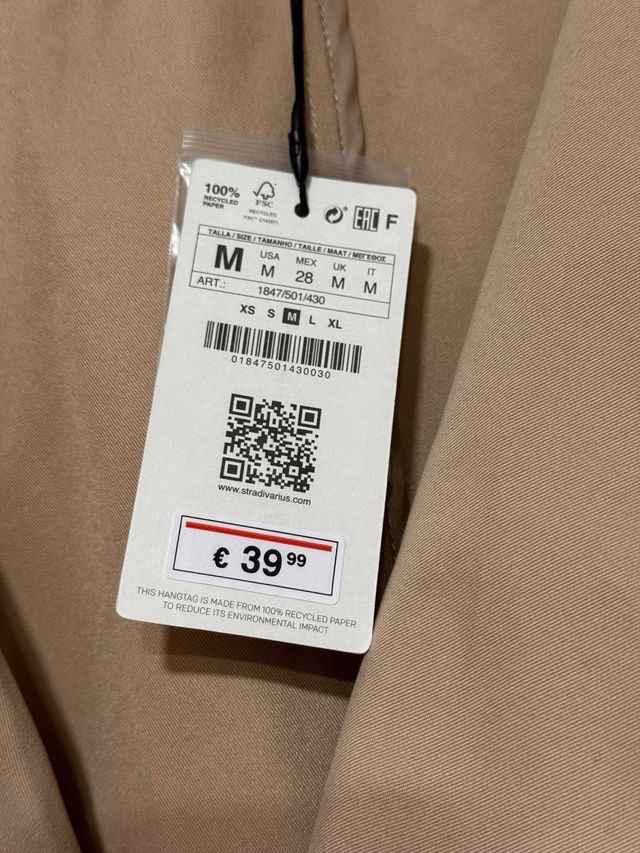 100%
RECYCLED
PAPER
FSC
RECYCLED
FSC® C143671
EAC F
TALLA / SIZE / TAMANHO / TAILLE / MAAT / ΜΕΓΕΘΟΣ
M USA MEX UK IT
M 28 M M
ART.: 1847/501/430
XS S M L XL
01847501430030
www.stradivarius.com
€ 39 99
THIS HANGTAG IS MADE FROM 100% RECYCLED PAPER
TO REDUCE ITS ENVIRONMENTAL IMPACT